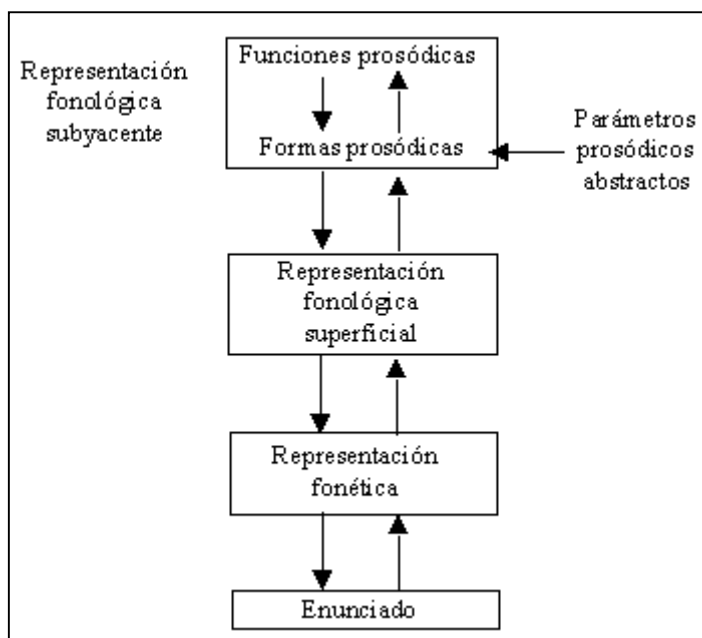 Representación
fonológica
subyacente
Funciones prosódicas
Formas prosódicas
Parámetros
prosódicos
abstractos
Representación
fonológica
superficial
Representación
fonética
Enunciado